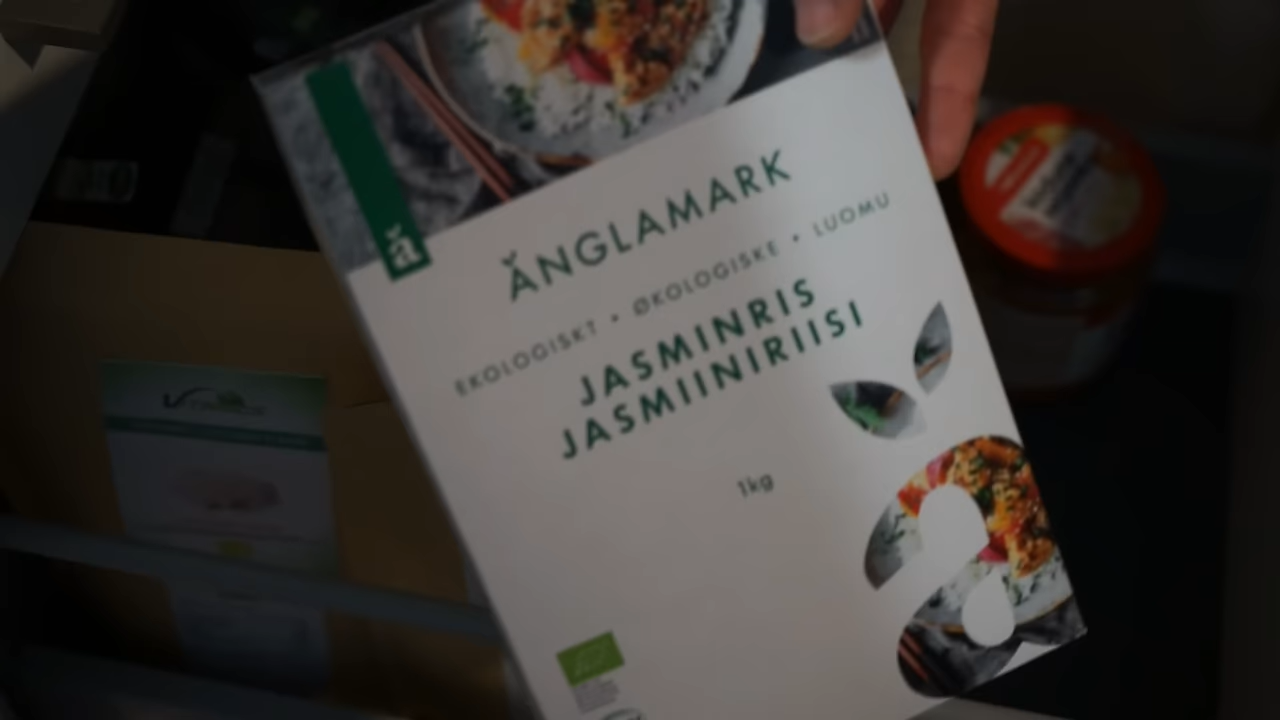 ä
ÄNGLAMARK
EKOLOGISKT • ØKOLOGISKE • LUOMU
JASMINRIS
JASMIINIRIISI
1kg